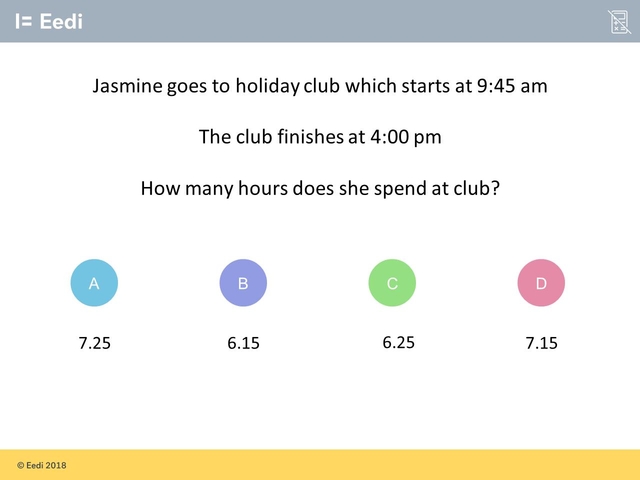 Eedi
Jasmine goes to holiday club which starts at 9:45 am
The club finishes at 4:00 pm
How many hours does she spend at club?
A B C D
7.25 6.15 6.25 7.15
© Eedi 2018